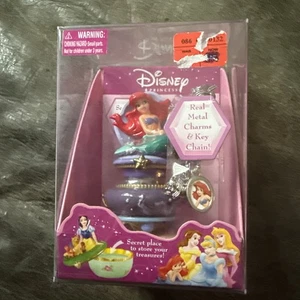 WARNING:
CHOKING HAZARD-Small parts.
Not for children under 3 years.
Disney
PRINCESS
Real
Metal
Charms
& Key
Chain!
Secret place
to store your
treasures!